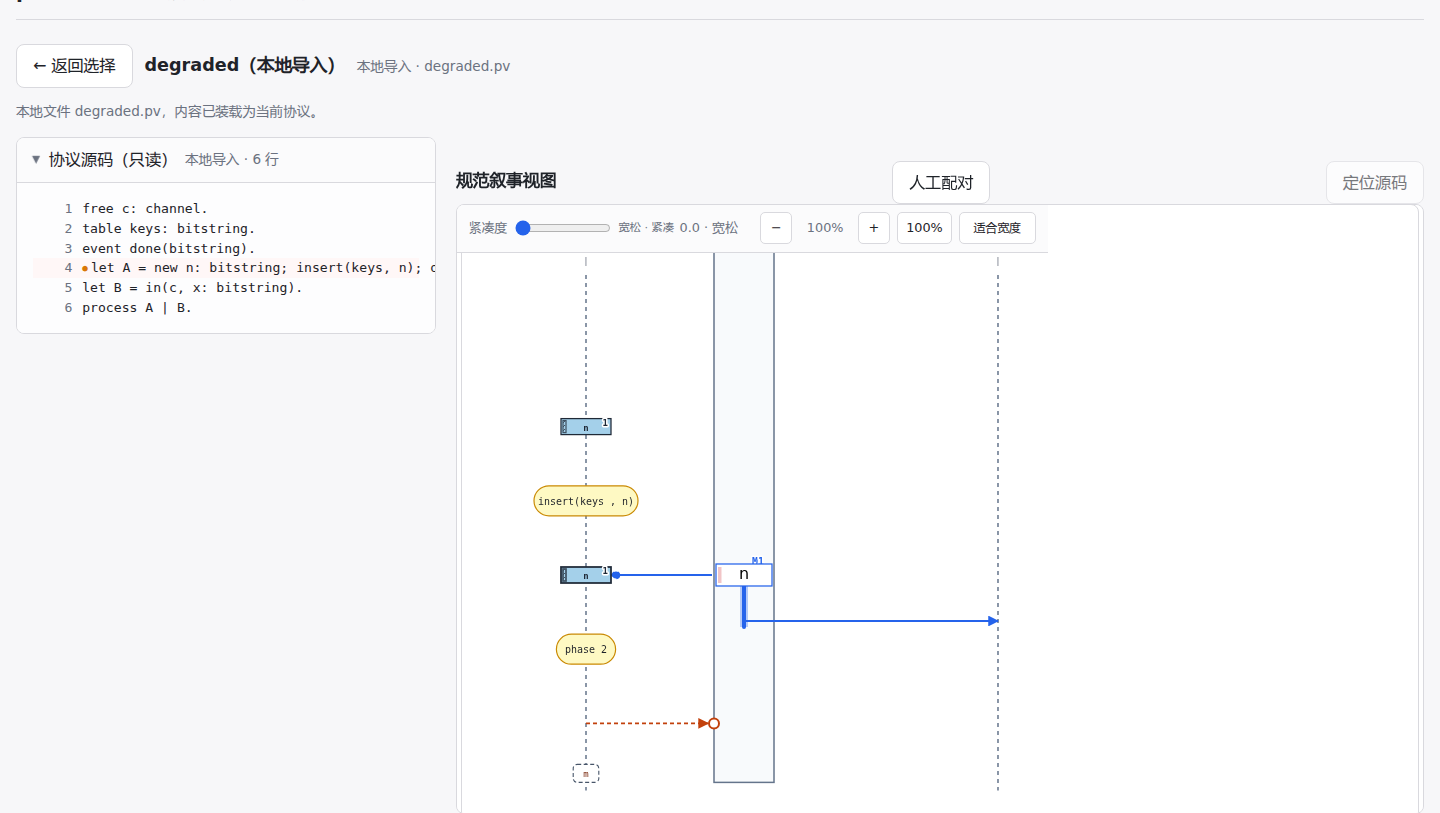 ← 返回选择
degraded（本地导入）
本地导入 · degraded.pv
本地文件 degraded.pv，内容已装载为当前协议。
▼ 协议源码（只读） 本地导入 · 6 行
1 free c: channel.
2 table keys: bitstring.
3 event done(bitstring).
4 let A = new n: bitstring; insert(keys, n);
5 let B = in(c, x: bitstring).
6 process A | B.
规范叙事视图
人工配对
定位源码
紧凑度
宽松 · 紧凑
0.0 · 宽松
−
100%
+
100%
适合宽度
n
1
insert(keys , n)
n
1
M1
n
phase 2
m